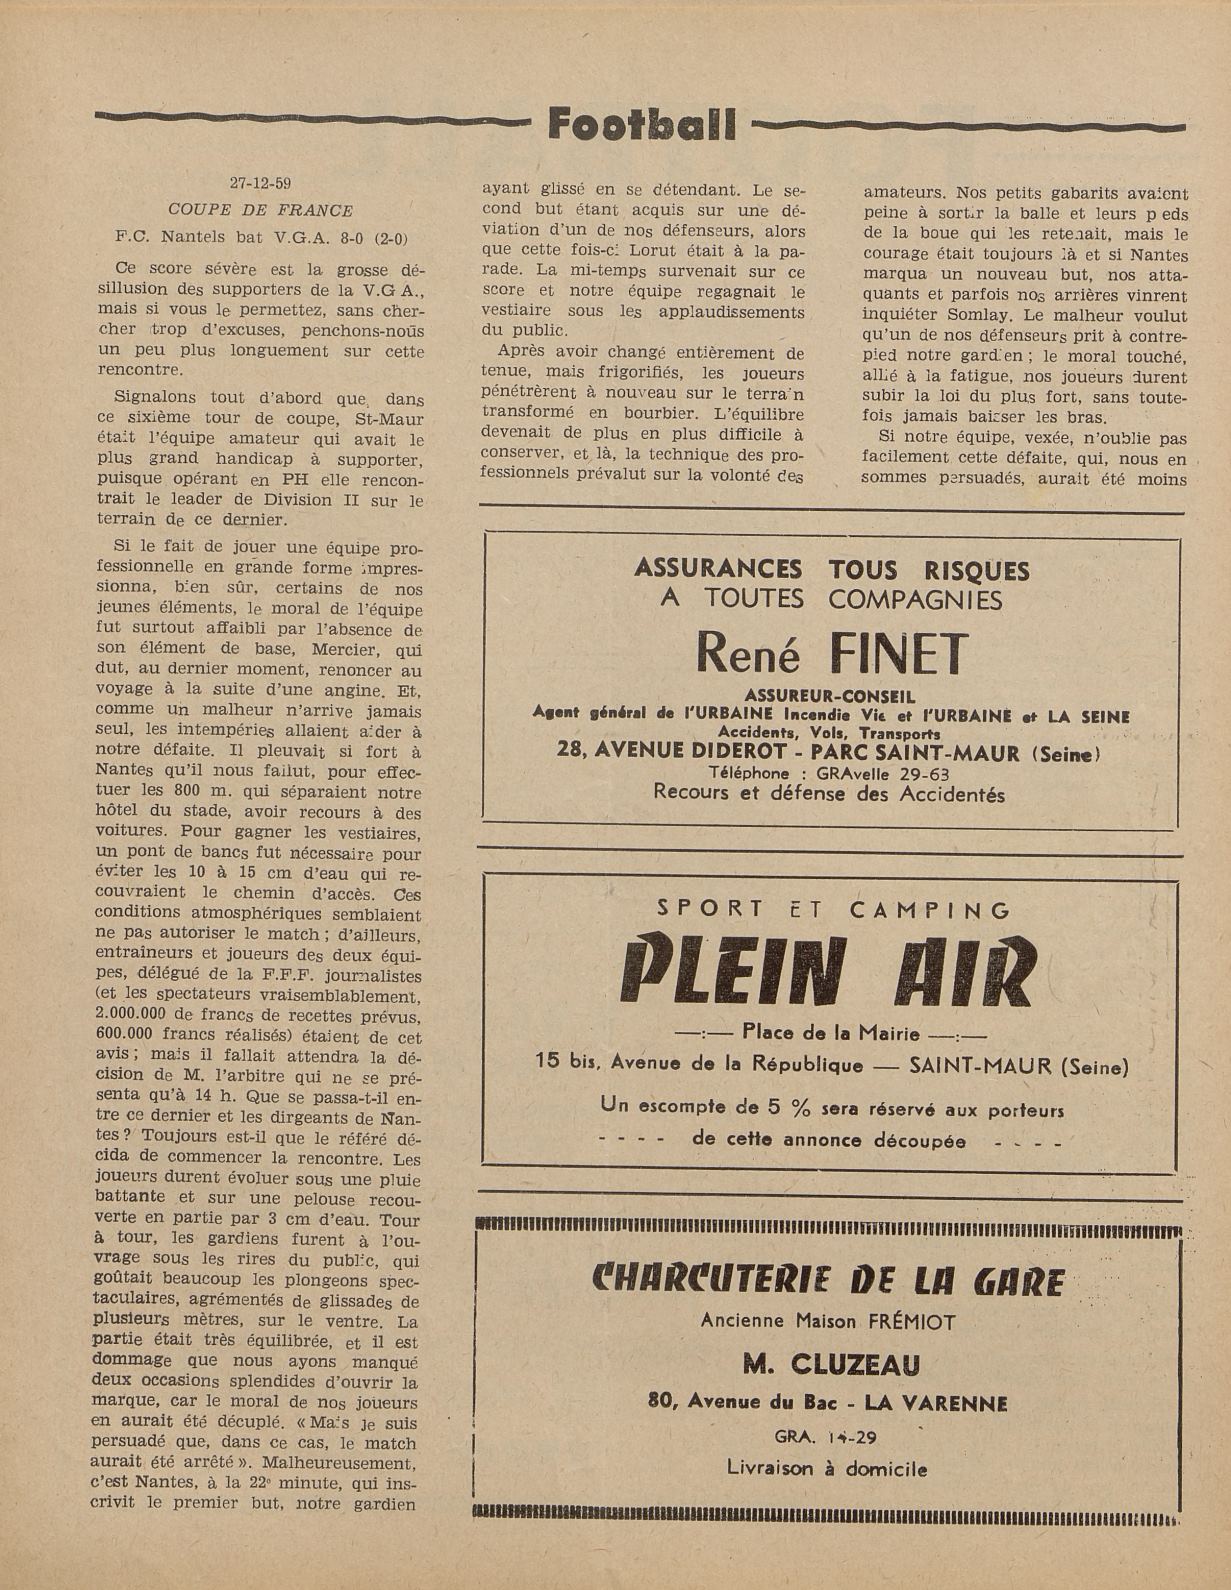 Football
27-12-59
COUPE DE FRANCE
F.C. Nantels bat V.G.A. 8-0 (2-0)
Ce score sévère est la grosse dé-
sillusion des supporters de la V.G A.,
mais si vous le permettez, sans cher-
cher trop d'excuses, penchons-noüs
un peu plus longuement sur cette
rencontre.
Signalons tout d'abord que, dans
ce sixième tour de coupe, St-Maur
était l'équipe amateur qui avait le
plus grand handicap à supporter,
puisque opérant en PH elle rencon-
trait le leader de Division II sur le
terrain de ce dernier.
Si le fait de jouer une équipe pro-
fessionnelle en grande forme impres-
sionna, bien sûr, certains de nos
jeunes éléments, le moral de l'équipe
fut surtout affaibli par l'absence de
son élément de base, Mercier, qui
dut, au dernier moment, renoncer au
voyage à la suite d'une angine. Et,
comme un malheur n'arrive jamais
seul, les intempéries allaient aider à
notre défaite. Il pleuvait si fort à
Nantes qu'il nous fallut, pour effec-
tuer les 800 m. qui séparaient notre
hôtel du stade, avoir recours à des
voitures. Pour gagner les vestiaires,
un pont de bancs fut nécessaire pour
éviter les 10 à 15 cm d'eau qui re-
couvraient le chemin d'accès. Ces
conditions atmosphériques semblaient
ne pas autoriser le match ; d'ailleurs,
entraîneurs et joueurs des deux équi-
pes, délégué de la F.F.F. journalistes
(et les spectateurs vraisemblablement,
2.000.000 de francs de recettes prévus,
600.000 francs réalisés) étaient de cet
avis ; mais il fallait attendra la dé-
cision de M. l'arbitre qui ne se pré-
senta qu'à 14 h. Que se passa-t-il en-
tre ce dernier et les dirgeants de Nan-
tes ? Toujours est-il que le référé dé-
cida de commencer la rencontre. Les
joueurs durent évoluer sous une pluie
battante et sur une pelouse recou-
verte en partie par 3 cm d'eau. Tour
à tour, les gardiens furent à l'ou-
vrage sous les rires du public, qui
goûtait beaucoup les plongeons spec-
taculaires, agrémentés de glissades de
plusieurs mètres, sur le ventre. La
partie était très équilibrée, et il est
dommage que nous ayons manqué
deux occasions splendides d'ouvrir la
marque, car le moral de nos joueurs
en aurait été décuplé. « Mais je suis
persuadé que, dans ce cas, le match
aurait été arrêté ». Malheureusement,
c'est Nantes, à la 22e minute, qui ins-
crivit le premier but, notre gardien
ayant glissé en se détendant. Le se-
cond but étant acquis sur une dé-
viation d'un de nos défenseurs, alors
que cette fois-ci Lorut était à la pa-
rade. La mi-temps survenait sur ce
score et notre équipe regagnait le
vestiaire sous les applaudissements
du public.
Après avoir changé entièrement de
tenue, mais frigorifiés, les joueurs
pénétrèrent à nouveau sur le terrain
transformé en bourbier. L'équilibre
devenait de plus en plus difficile à
conserver, et là, la technique des pro-
fessionnels prévalut sur la volonté des
amateurs. Nos petits gabarits avaient
peine à sortir la balle et leurs p eds
de la boue qui les retenait, mais le
courage était toujours là et si Nantes
marqua un nouveau but, nos atta-
quants et parfois nos arrières vinrent
inquiéter Somlay. Le malheur voulut
qu'un de nos défenseurs prit à contre-
pied notre gardien ; le moral touché,
allié à la fatigue, nos joueurs durent
subir la loi du plus fort, sans toute-
fois jamais baisser les bras.
Si notre équipe, vexée, n'oublie pas
facilement cette défaite, qui, nous en
sommes persuadés, aurait été moins
ASSURANCES TOUS RISQUES
A TOUTES COMPAGNIES
René FINET
ASSUREUR-CONSEIL
Agent général de l'URBAINE Incendie Vie et l'URBAINE et LA SEINE
Accidents, Vols, Transports
28, AVENUE DIDEROT - PARC SAINT-MAUR (Seine)
Téléphone : GRAvelle 29-63
Recours et défense des Accidentés
SPORT ET CAMPING
PLEIN AIR
—:— Place de la Mairie —:—
15 bis, Avenue de la République — SAINT-MAUR (Seine)
Un escompte de 5 % sera réservé aux porteurs
- - - - de cette annonce découpée - - - -
CHARCUTERIE DE LA GARE
Ancienne Maison FRÉMIOT
M. CLUZEAU
80, Avenue du Bac - LA VARENNE
GRA. 14-29
Livraison à domicile